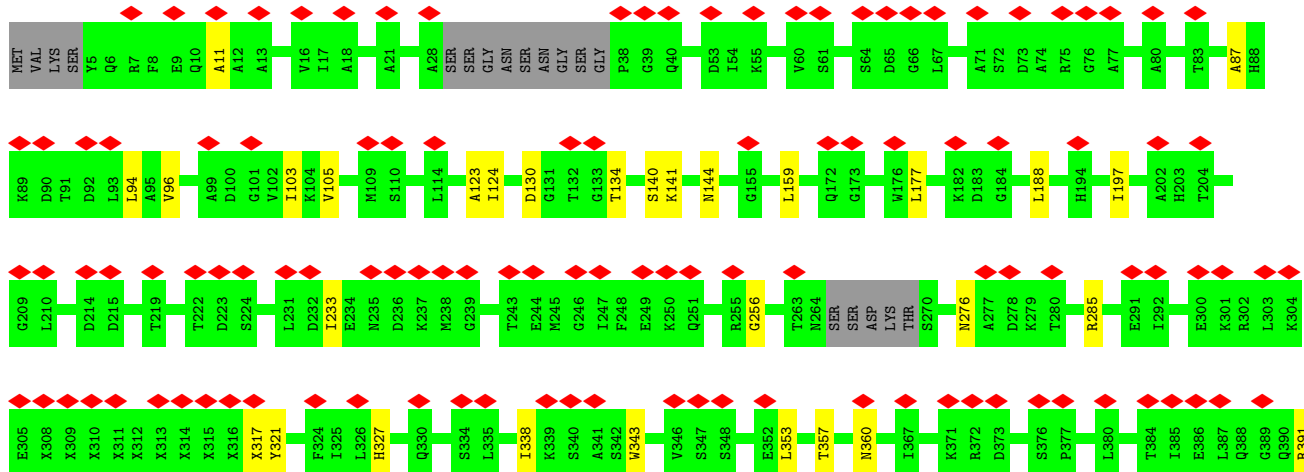 MET VAL LYS SER Y5 Q6 R7 F8 E9 Q10 A11 A12 A13 V16 I17 A18 A21 A28 SER SER GLY ASN SER ASN GLY SER GLY P38 G39 Q40 D53 I54 K55 V60 S61 S64 D65 G66 L67 A71 S72 D73 A74 R75 G76 A77 A80 T83 A87 H88
K89 D90 T91 D92 L93 L94 A95 V96 A99 D100 G101 V102 I103 K104 V105 M109 S110 L114 A123 I124 D130 G131 T132 G133 T134 S140 K141 N144 G155 L159 Q172 G173 W176 L177 K182 D183 G184 L188 H194 I197 A202 H203 T204
G209 L210 D214 D215 T219 T222 D223 S224 L231 D232 I233 E234 N235 D236 K237 M238 G239 T243 E244 M245 G246 I247 F248 E249 K250 Q251 R255 G256 T263 N264 SER SER ASP LYS THR S270 N276 A277 D278 K279 T280 R285 E291 I292 E300 K301 R302 L303 K304
E305 X308 X309 X310 X311 X312 X313 X314 X315 X316 X317 Y321 F324 I325 L326 H327 Q330 S334 L335 I338 K339 S340 A341 S342 W343 V346 S347 S348 E352 L353 T357 N360 I367 K371 R372 D373 S376 P377 L380 T384 I385 E386 L387 Q388 G389 Q390 R391